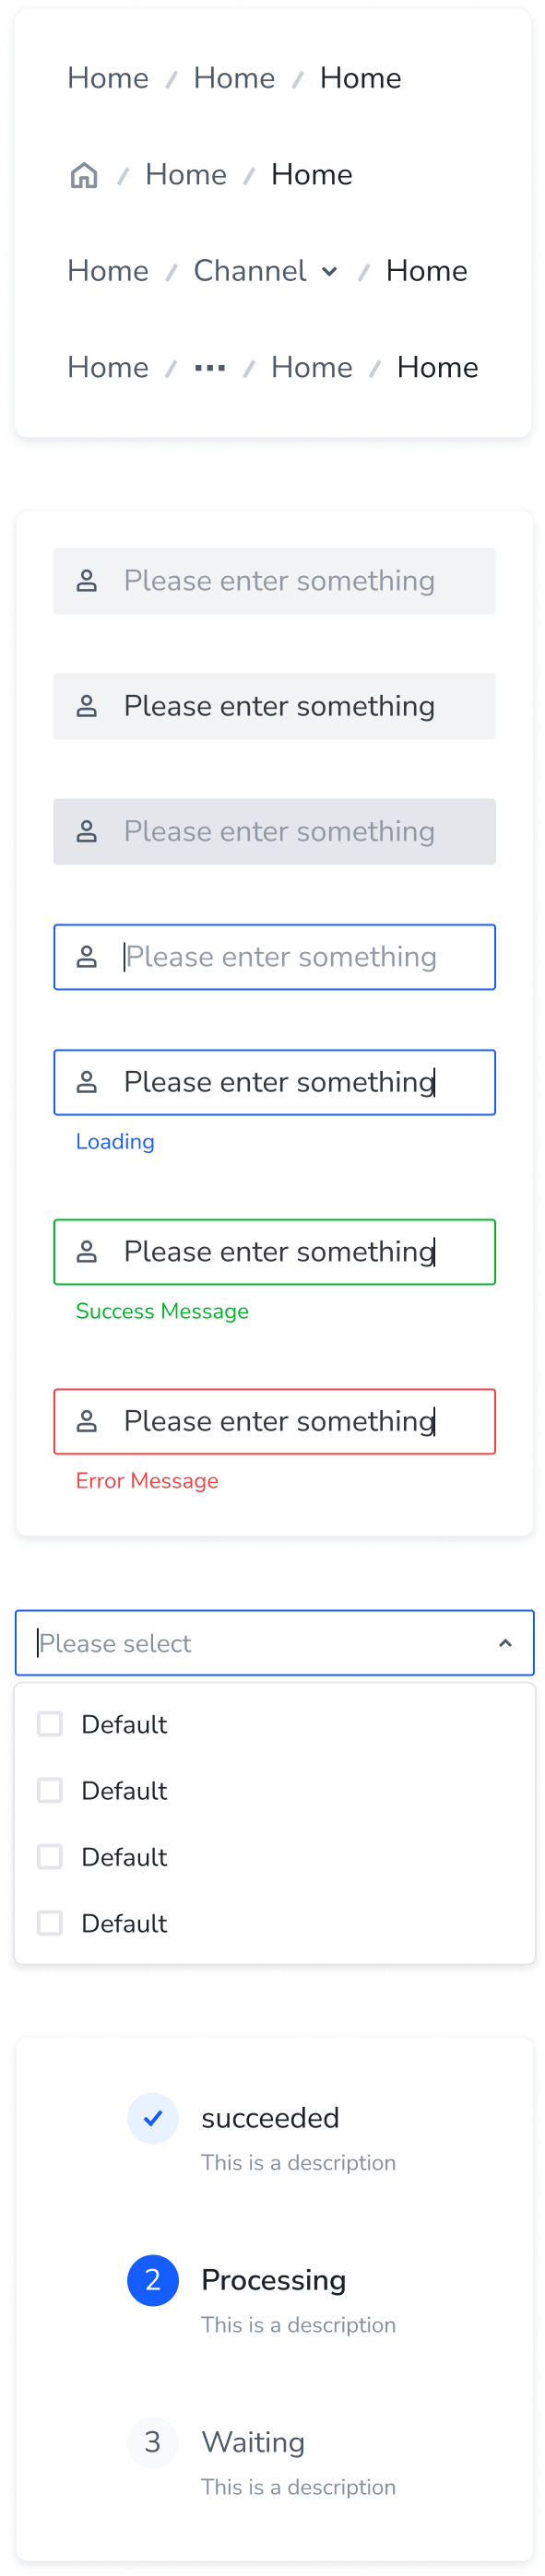 Home / Home / Home
/ Home / Home
Home / Channel / Home
Home / ... / Home / Home
Please enter something
Please enter something
Please enter something
Please enter something
Please enter something
Loading
Please enter something
Success Message
Please enter something
Error Message
Please select
Default
Default
Default
Default
succeeded
This is a description
2 Processing
This is a description
3 Waiting
This is a description